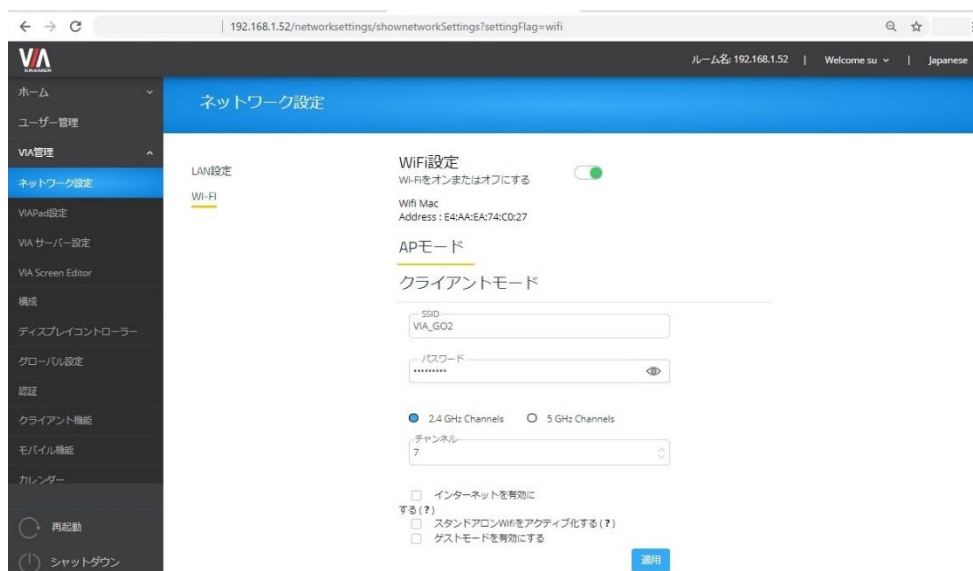 192.168.1.52/networksettings/shownetworkSettings?settingFlag=wifi
VIA
KRAMER
ルーム名: 192.168.1.52 | Welcome su | Japanese
ホーム
ユーザー管理
VIA管理
ネットワーク設定
VIAPad設定
VIA サーバー設定
VIA Screen Editor
構成
ディスプレイコントローラー
グローバル設定
認証
クライアント機能
モバイル機能
カレンダー
再起動
シャットダウン
ネットワーク設定
LAN設定
WI-FI
WiFi設定
Wi-Fiをオンまたはオフにする
Wifi Mac
Address : E4:AA:EA:74:C0:27
APモード
クライアントモード
SSID
VIA_GO2
パスワード
•••••••••
2.4 GHz Channels 5 GHz Channels
チャンネル
7
インターネットを有効に
する ( ? )
スタンドアロンWifiをアクティブ化する ( ? )
ゲストモードを有効にする
適用